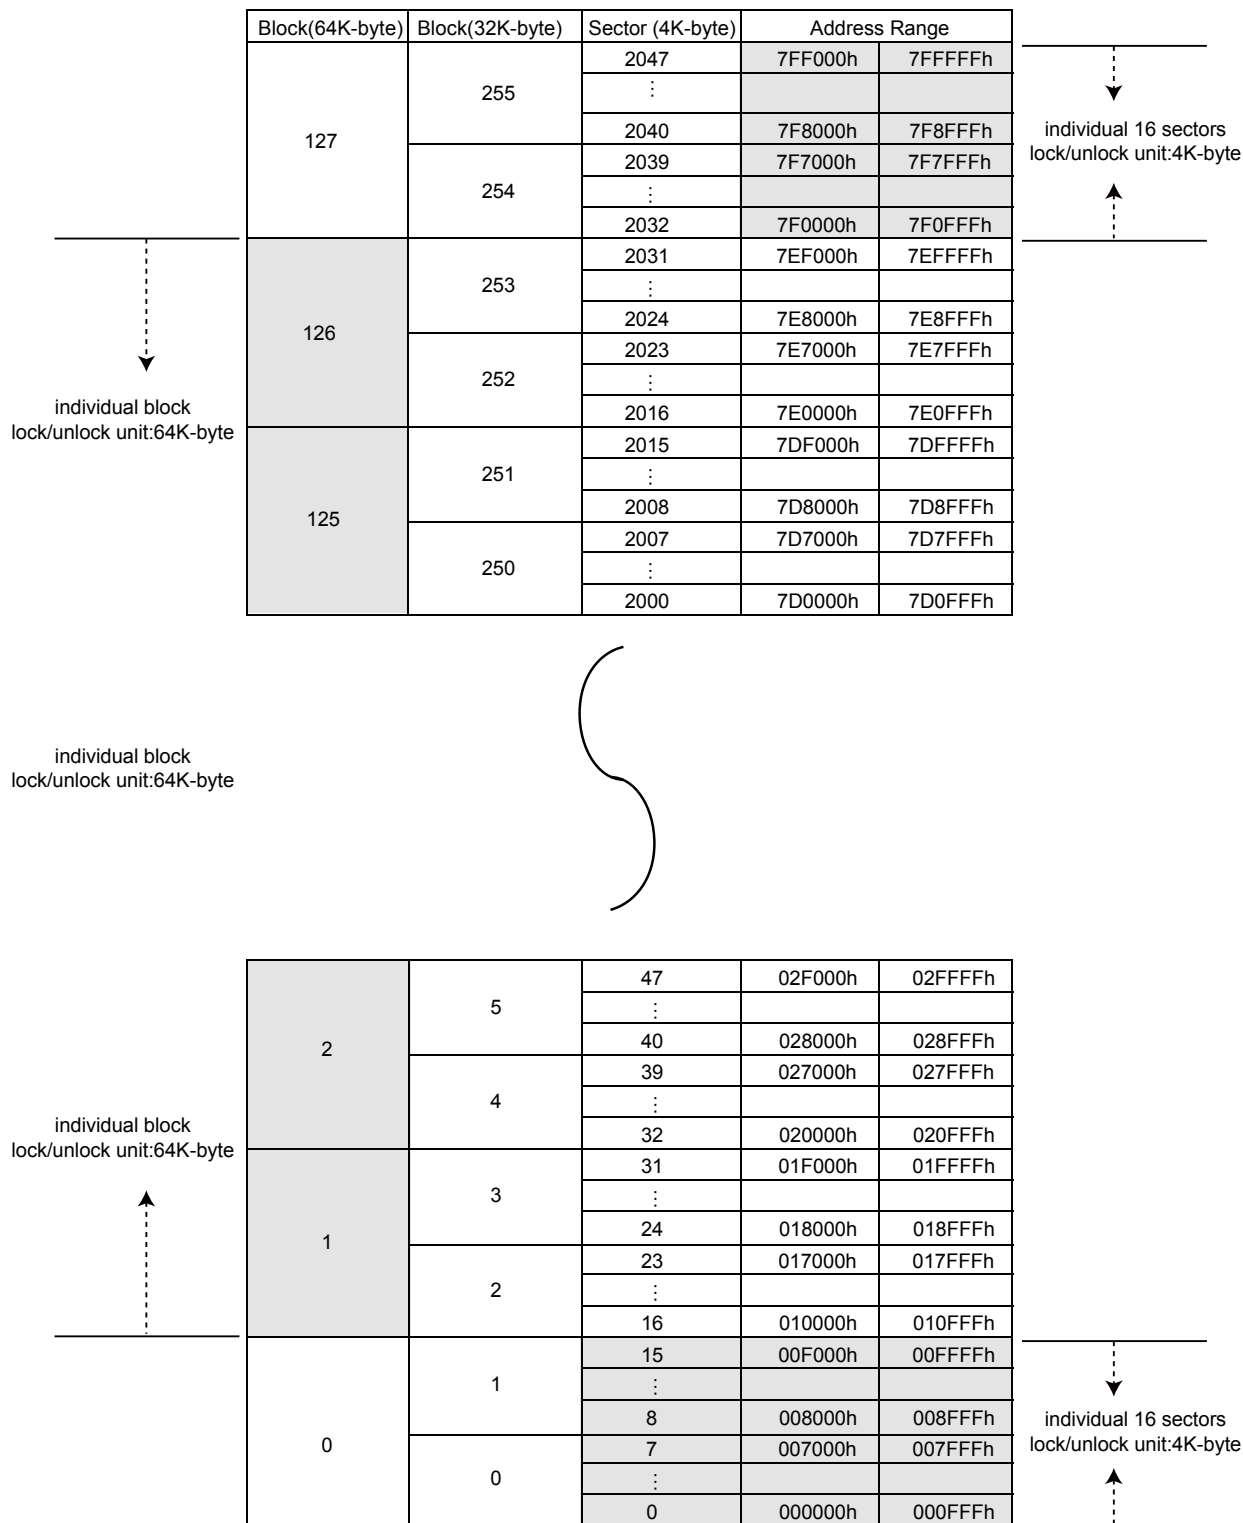 Block(64K-byte) Block(32K-byte) Sector (4K-byte) Address Range
127
255
2047 7FF000h 7FFFFFh
⋮
2040 7F8000h 7F8FFFh
254
2039 7F7000h 7F7FFFh
⋮
2032 7F0000h 7F0FFFh
individual 16 sectors
lock/unlock unit:4K-byte
126
253
2031 7EF000h 7EFFFFh
⋮
2024 7E8000h 7E8FFFh
252
2023 7E7000h 7E7FFFh
⋮
2016 7E0000h 7E0FFFh
individual block
lock/unlock unit:64K-byte
125
251
2015 7DF000h 7DFFFFh
⋮
2008 7D8000h 7D8FFFh
250
2007 7D7000h 7D7FFFh
⋮
2000 7D0000h 7D0FFFh
individual block
lock/unlock unit:64K-byte
2
5
47 02F000h 02FFFFh
⋮
40 028000h 028FFFh
4
39 027000h 027FFFh
⋮
32 020000h 020FFFh
individual block
lock/unlock unit:64K-byte
1
3
31 01F000h 01FFFFh
⋮
24 018000h 018FFFh
2
23 017000h 017FFFh
⋮
16 010000h 010FFFh
0
1
15 00F000h 00FFFFh
⋮
8 008000h 008FFFh
0
7 007000h 007FFFh
⋮
0 000000h 000FFFh
individual 16 sectors
lock/unlock unit:4K-byte